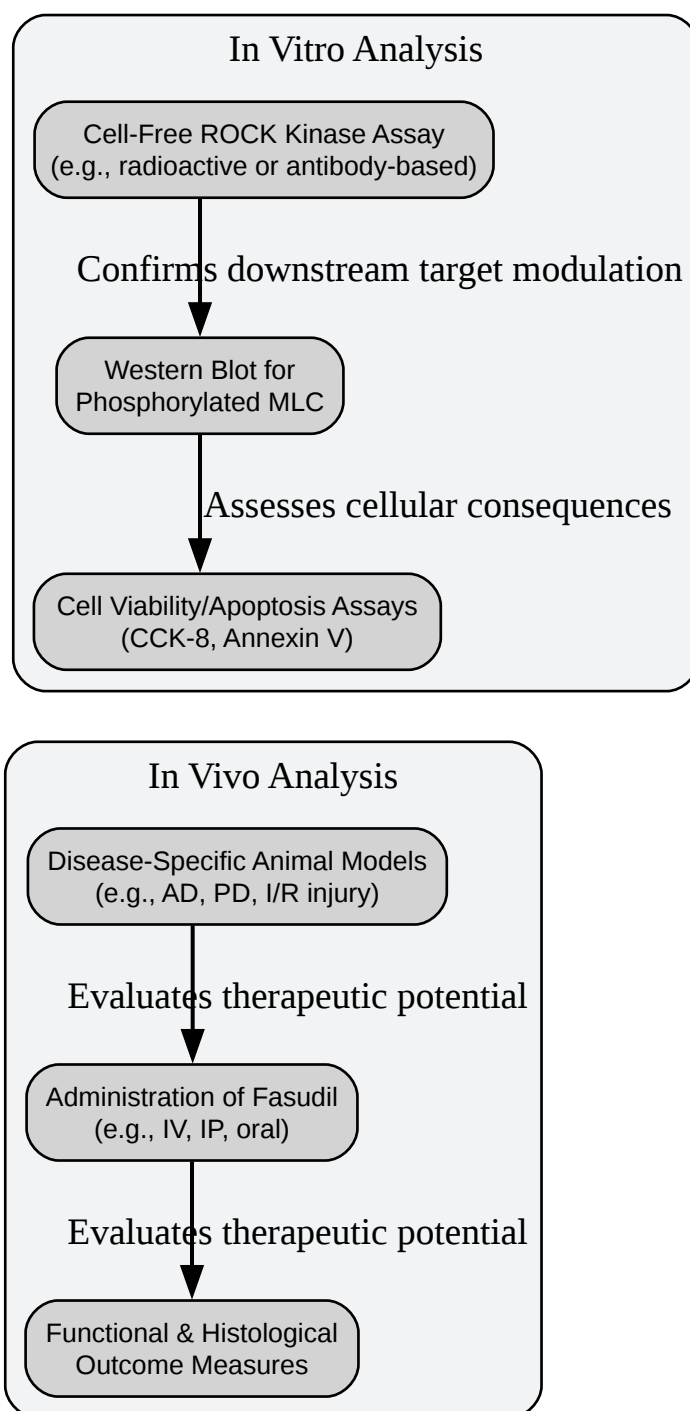 In Vitro Analysis
Cell-Free ROCK Kinase Assay
(e.g., radioactive or antibody-based)
Confirms downstream target modulation
Western Blot for
Phosphorylated MLC
Assesses cellular consequences
Cell Viability/Apoptosis Assays
(CCK-8, Annexin V)
In Vivo Analysis
Disease-Specific Animal Models
(e.g., AD, PD, I/R injury)
Evaluates therapeutic potential
Administration of Fasudil
(e.g., IV, IP, oral)
Evaluates therapeutic potential
Functional & Histological
Outcome Measures